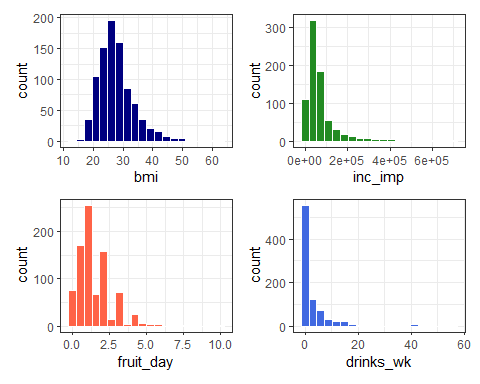 200
150
100
50
0
count
10 20 30 40 50 60
bmi
300
200
100
0
count
0e+00 2e+05 4e+05 6e+05
inc_imp
200
100
0
count
0.0 2.5 5.0 7.5 10.0
fruit_day
400
200
0
count
0 20 40 60
drinks_wk